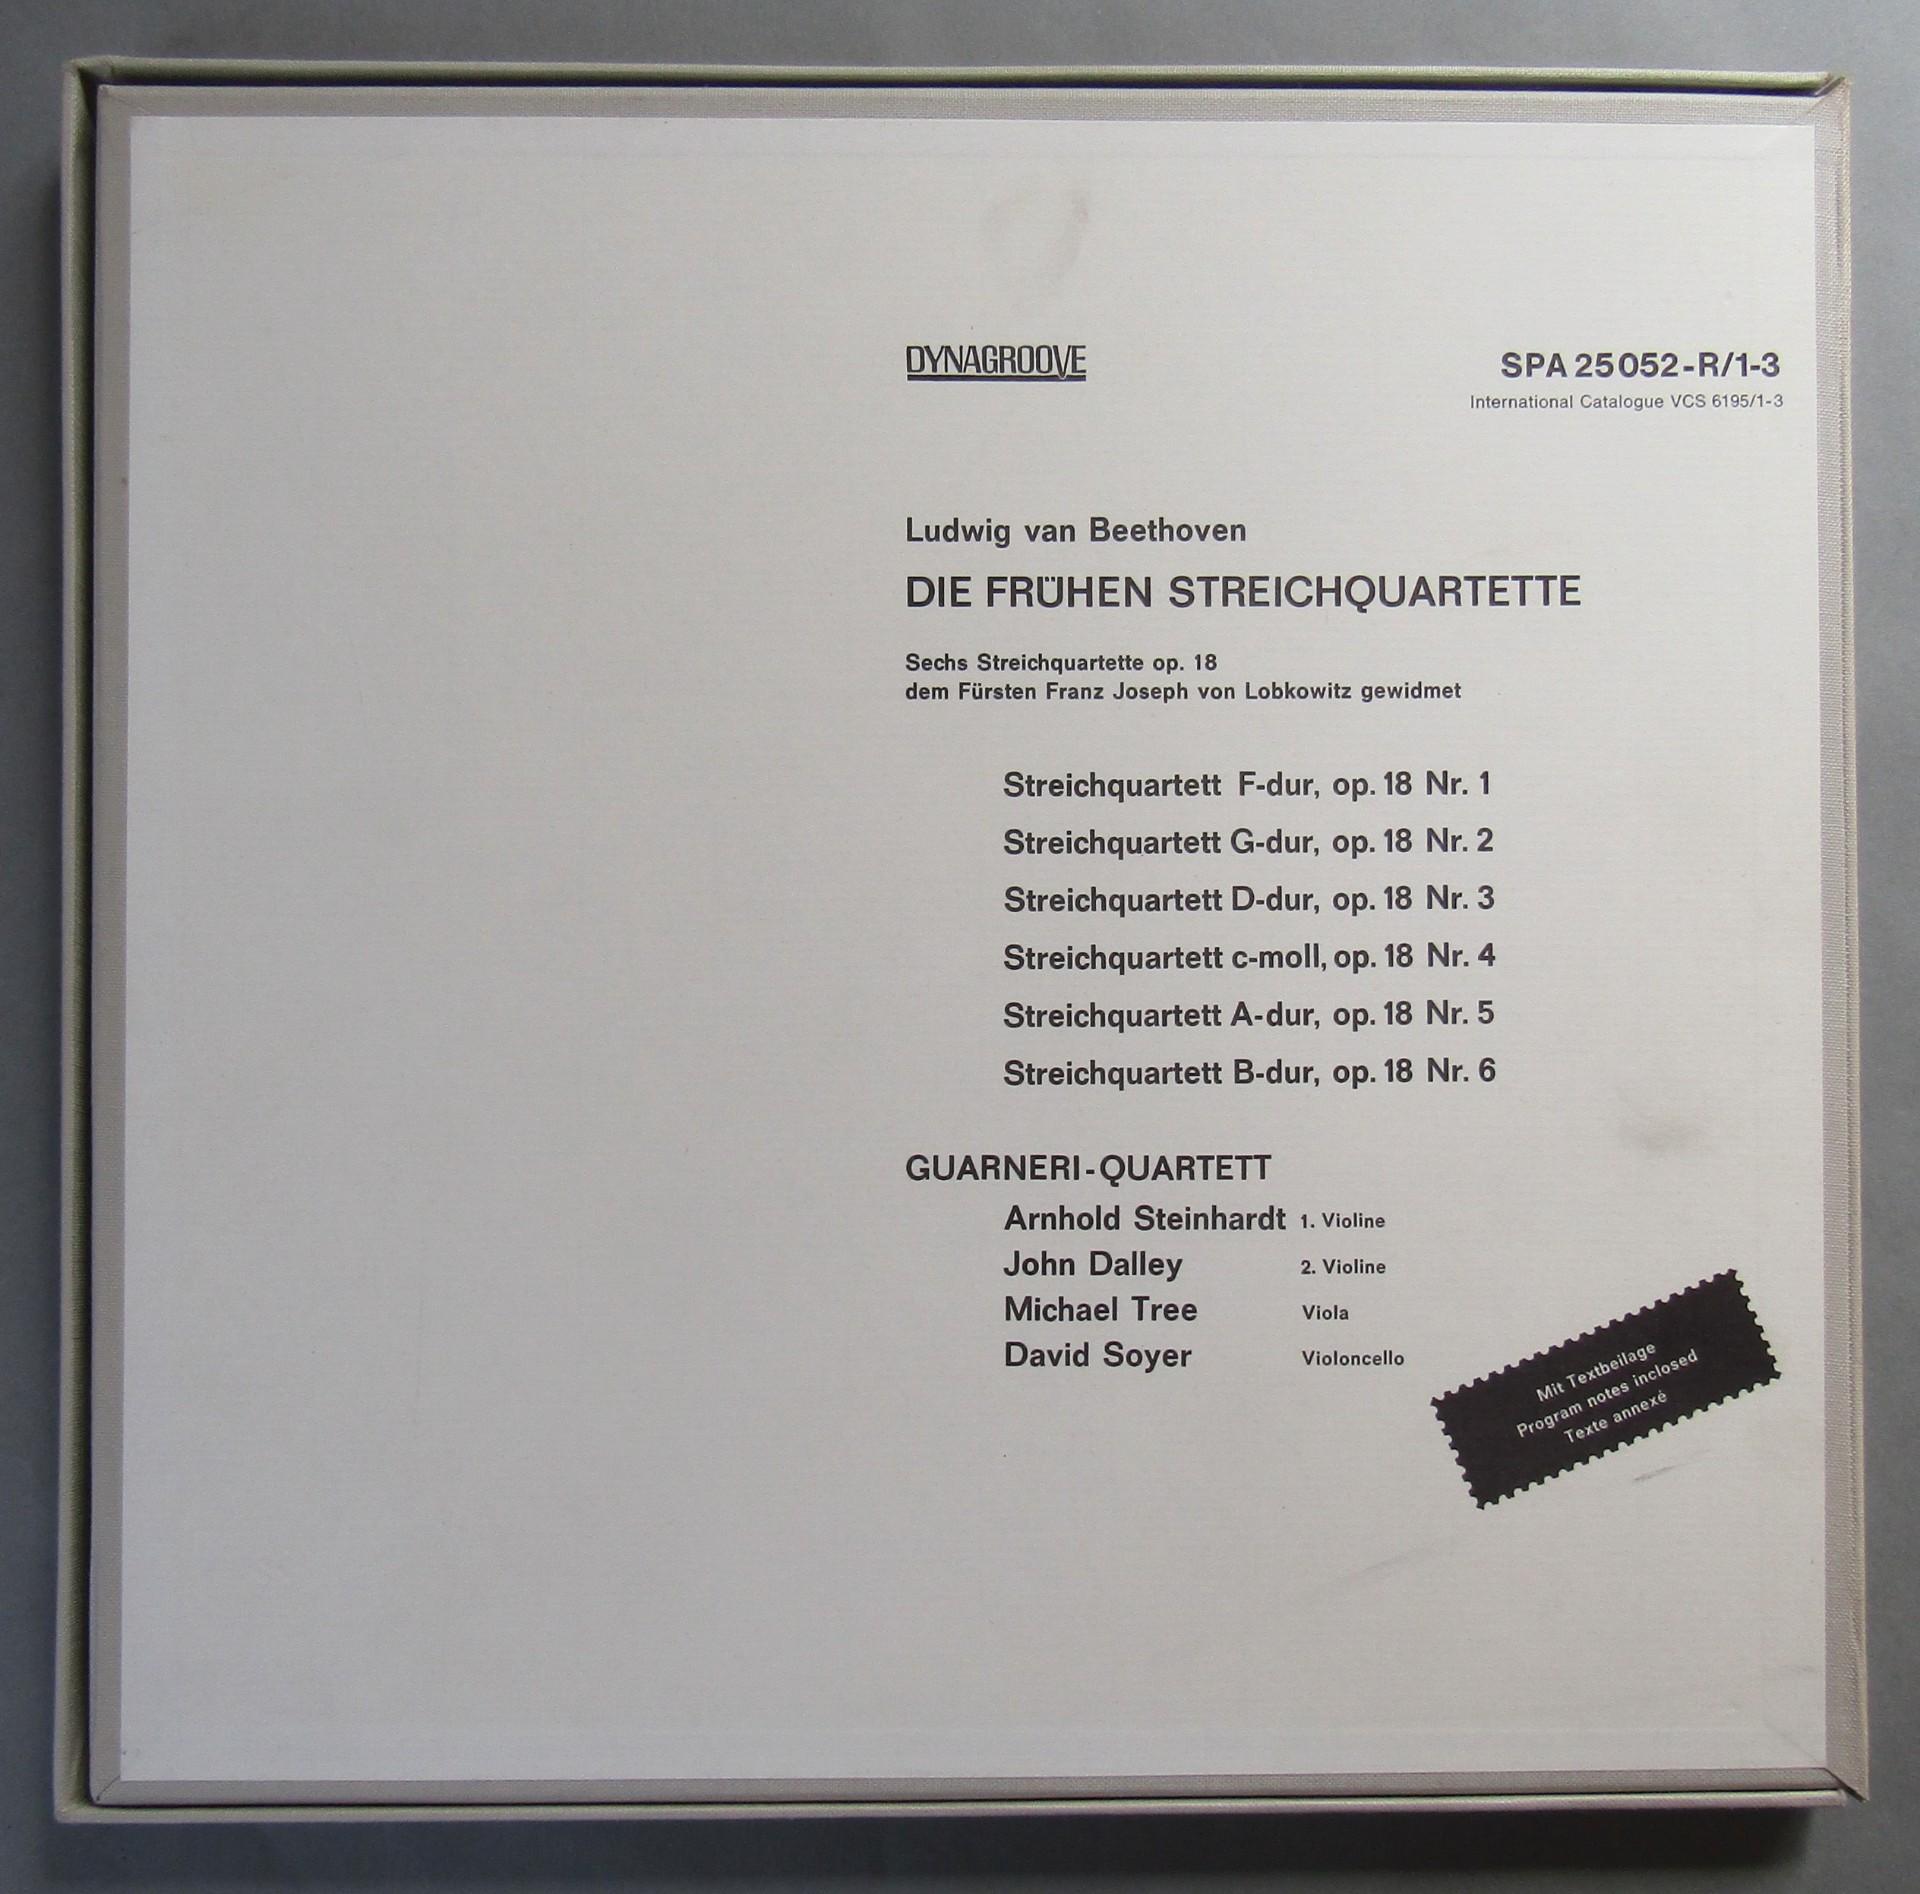 DYNAGROOVE
SPA 25052-R/1-3
International Catalogue VCS 6195/1-3
Ludwig van Beethoven
DIE FRÜHEN STREICHQUARTETTE
Sechs Streichquartette op. 18
dem Fürsten Franz Joseph von Lobkowitz gewidmet
Streichquartett F-dur, op. 18 Nr. 1
Streichquartett G-dur, op. 18 Nr. 2
Streichquartett D-dur, op. 18 Nr. 3
Streichquartett c-moll, op. 18 Nr. 4
Streichquartett A-dur, op. 18 Nr. 5
Streichquartett B-dur, op. 18 Nr. 6
GUARNERI-QUARTETT
Arnhold Steinhardt 1. Violine
John Dalley 2. Violine
Michael Tree Viola
David Soyer Violoncello
Mit Textbeilage
Program notes inclosed
Texte annexé